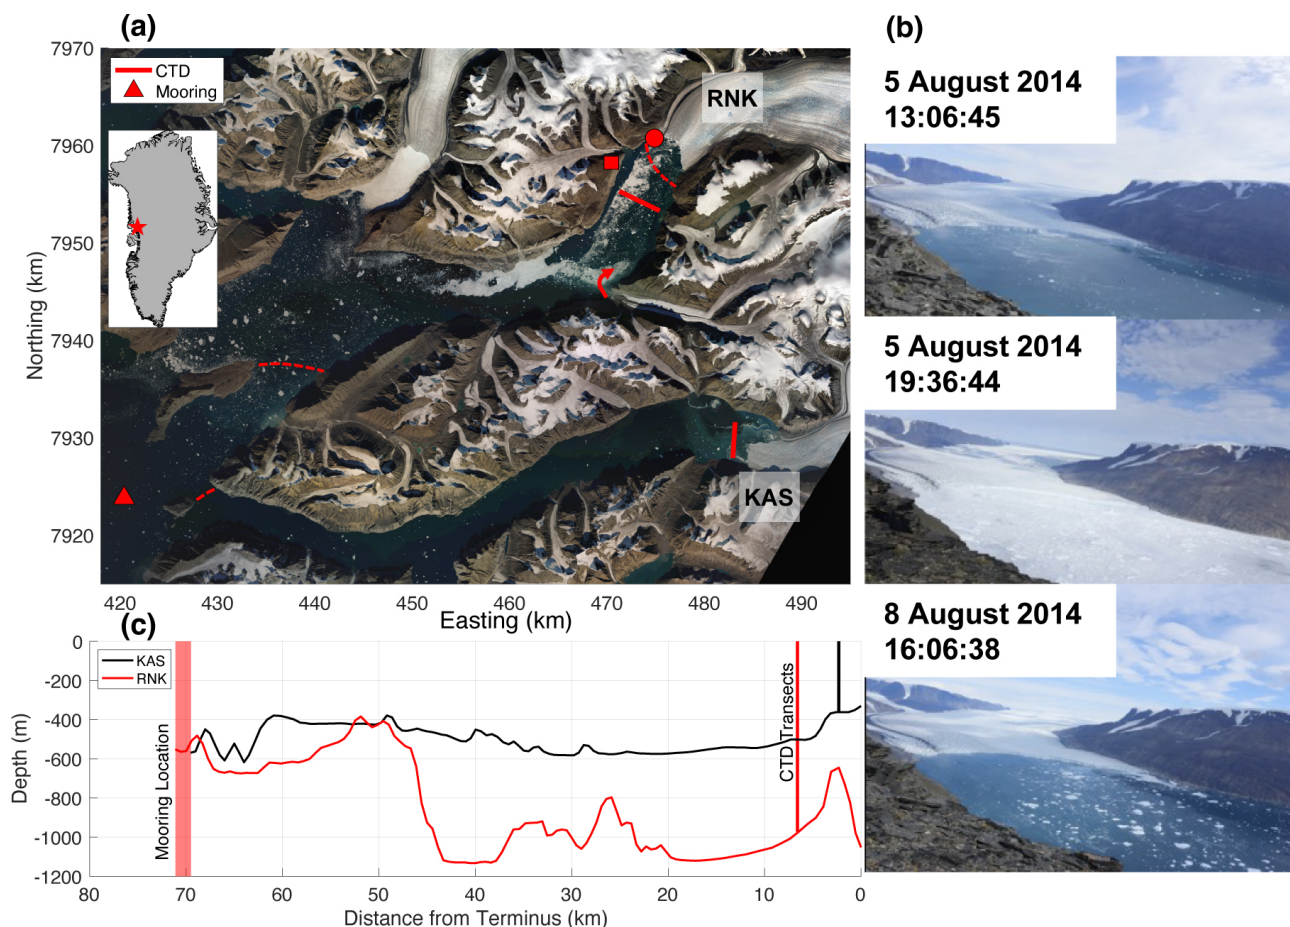 (a)
7970
7960
7950
7940
7930
7920
Northing (km)
CTD
Mooring
RNK
KAS
420
430
440
450
460
470
480
490
Easting (km)
(b)
5 August 2014
13:06:45
5 August 2014
19:36:44
8 August 2014
16:06:38
(c)
0
-200
-400
-600
-800
-1000
-1200
Depth (m)
KAS
RNK
Mooring Location
CTD Transects
80
70
60
50
40
30
20
10
0
Distance from Terminus (km)